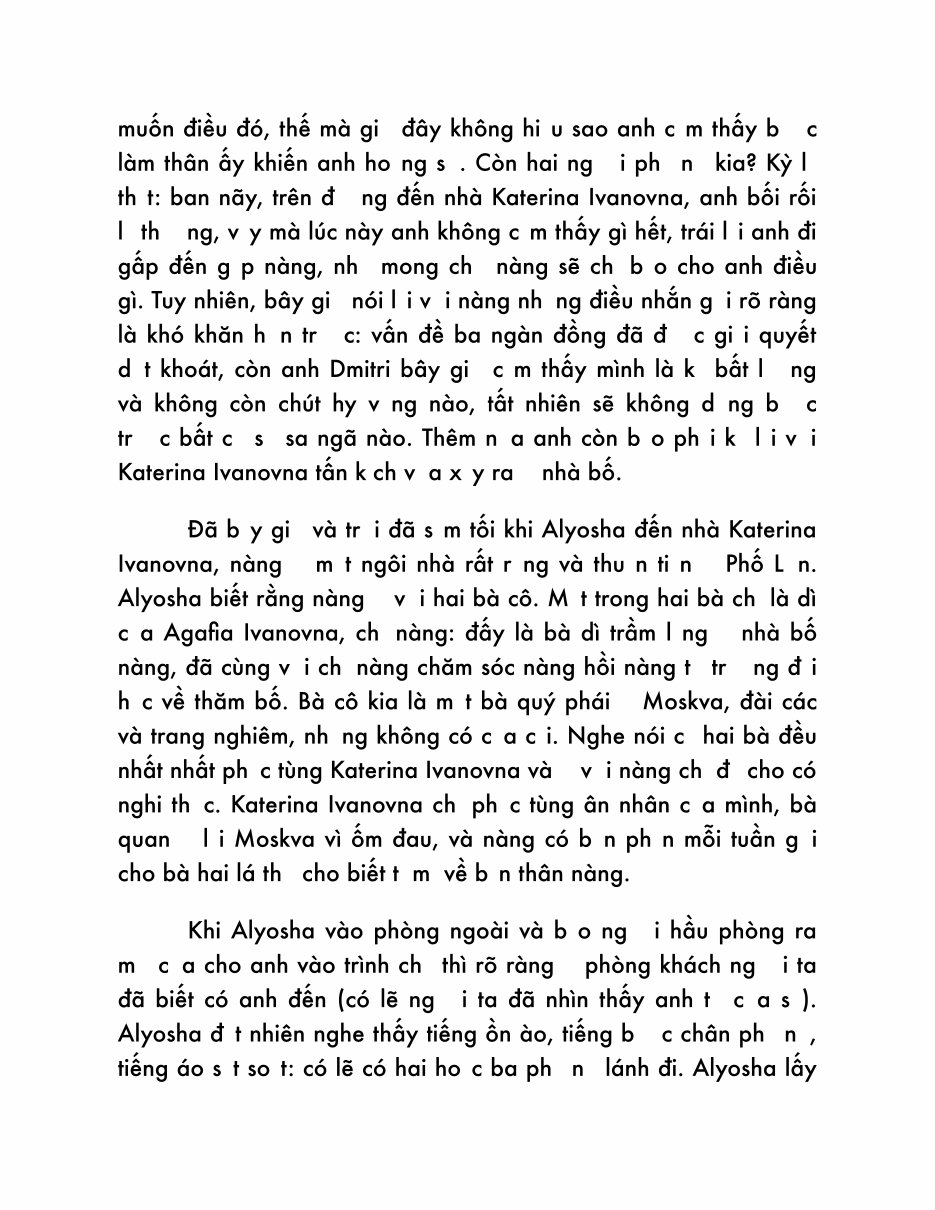 muốn điều đó, thế mà gi đây không hi u sao anh c m thấy b c
làm thân ấy khiến anh ho ng s . Còn hai ng i ph n kia? Kỳ l
th t: ban nãy, trên đ ng đến nhà Katerina Ivanovna, anh bối rối
l th ng, v y mà lúc này anh không c m thấy gì hết, trái l i anh đi
gấp đến g p nàng, nh mong ch nàng sẽ ch b o cho anh điều
gì. Tuy nhiên, bây gi nói l i v i nàng nh ng điều nhắn g i rõ ràng
là khó khăn h n tr c: vấn đề ba ngàn đồng đã đ c gi i quyết
d t khoát, còn anh Dmitri bây gi c m thấy mình là k bất l ng
và không còn chút hy v ng nào, tất nhiên sẽ không d ng b c
tr c bất c s sa ngã nào. Thêm n a anh còn b o ph i k l i v i
Katerina Ivanovna tấn k ch v a x y ra nhà bố.
Đã b y gi và tr i đã s m tối khi Alyosha đến nhà Katerina
Ivanovna, nàng m t ngôi nhà rất r ng và thu n ti n Phố L n.
Alyosha biết rằng nàng v i hai bà cô. M t trong hai bà ch là dì
c a Agafia Ivanovna, ch nàng: đấy là bà dì trầm l ng nhà bố
nàng, đã cùng v i ch nàng chăm sóc nàng hồi nàng t tr ng đ i
h c về thăm bố. Bà cô kia là m t bà quý phái Moskva, đài các
và trang nghiêm, nh ng không có c a c i. Nghe nói c hai bà đều
nhất nhất ph c tùng Katerina Ivanovna và v i nàng ch đ cho có
nghi th c. Katerina Ivanovna ch ph c tùng ân nhân c a mình, bà
quan l i Moskva vì ốm đau, và nàng có b n ph n mỗi tuần g i
cho bà hai lá th cho biết t m về b n thân nàng.
Khi Alyosha vào phòng ngoài và b o ng i hầu phòng ra
m c a cho anh vào trình ch thì rõ ràng phòng khách ng i ta
đã biết có anh đến (có lẽ ng i ta đã nhìn thấy anh t c a s ).
Alyosha đ t nhiên nghe thấy tiếng ồn ào, tiếng b c chân ph n ,
tiếng áo s t so t: có lẽ có hai ho c ba ph n lánh đi. Alyosha lấy